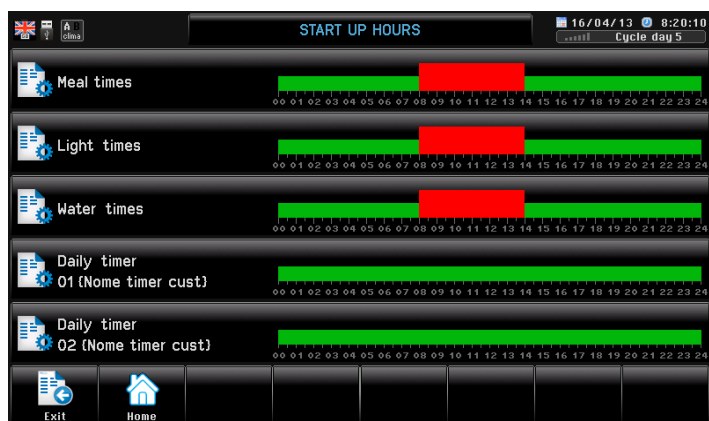 START UP HOURS
16/04/13 8:20:10
Cycle day 5
A
clima
Meal times
00 01 02 03 04 05 06 07 08 09 10 11 12 13 14 15 16 17 18 19 20 21 22 23 24
Light times
00 01 02 03 04 05 06 07 08 09 10 11 12 13 14 15 16 17 18 19 20 21 22 23 24
Water times
00 01 02 03 04 05 06 07 08 09 10 11 12 13 14 15 16 17 18 19 20 21 22 23 24
Daily timer
01 (Nome timer cust)
00 01 02 03 04 05 06 07 08 09 10 11 12 13 14 15 16 17 18 19 20 21 22 23 24
Daily timer
02 (Nome timer cust)
00 01 02 03 04 05 06 07 08 09 10 11 12 13 14 15 16 17 18 19 20 21 22 23 24
Exit
Home